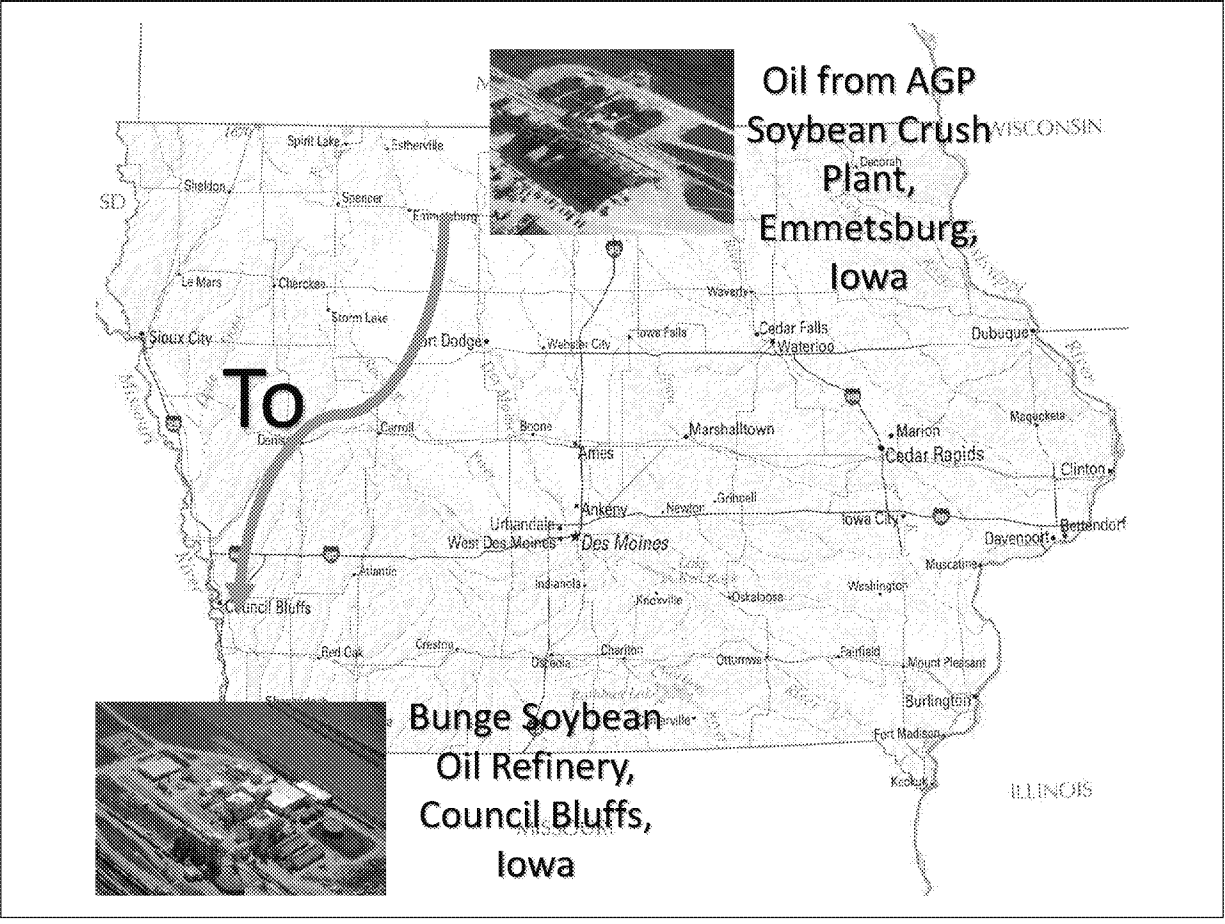 Oil from AGP
Soybean Crush
Plant,
Emmetsburg,
Iowa
WISCONSIN
Spirit Lake
Estherville
Decorah
Sheldon
SD
Spencer
Emmetsburg
Le Mars
Cherokee
Waverly
Storm Lake
Sioux City
Webster City
Iowa Falls
Cedar Falls
Waterloo
Dubuque
To
Missouri
River
Carroll
Boone
Ames
Marshalltown
Marion
Cedar Rapids
Maquoketa
Clinton
Ankeny
Newton
Grinnell
Urbandale
West Des Moines
Des Moines
Iowa City
Bettendorf
Davenport
River
Atlantic
Muscatine
Council Bluffs
Indianola
Knoxville
Oskaloosa
Washington
Red Oak
Creston
Osceola
Chariton
Ottumwa
Fairfield
Mount Pleasant
Burlington
Fort Madison
Keokuk
ILLINOIS
Bunge Soybean
Oil Refinery,
Council Bluffs,
Iowa
MISSOURI